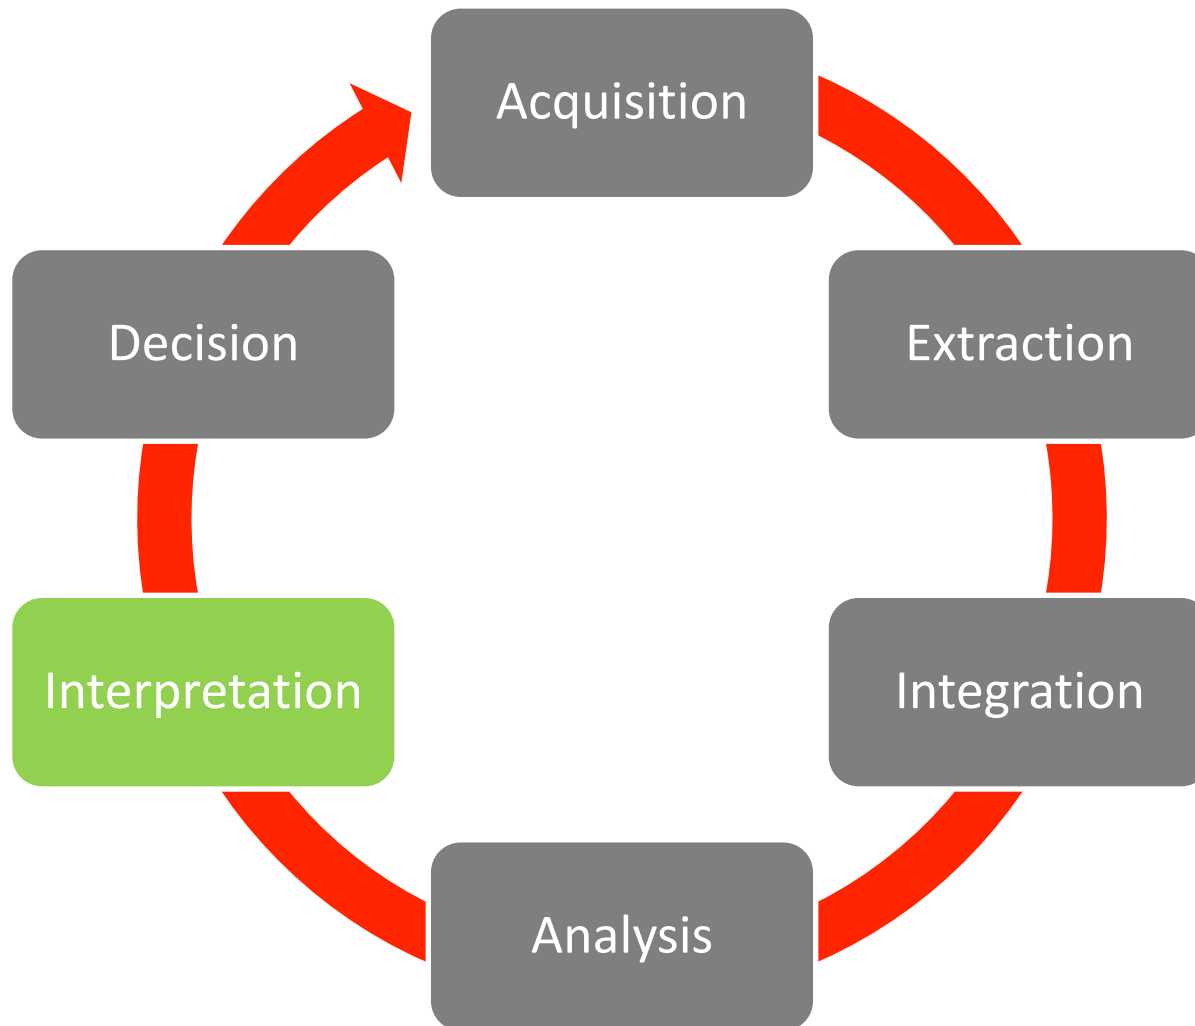 Acquisition
Extraction
Integration
Analysis
Interpretation
Decision